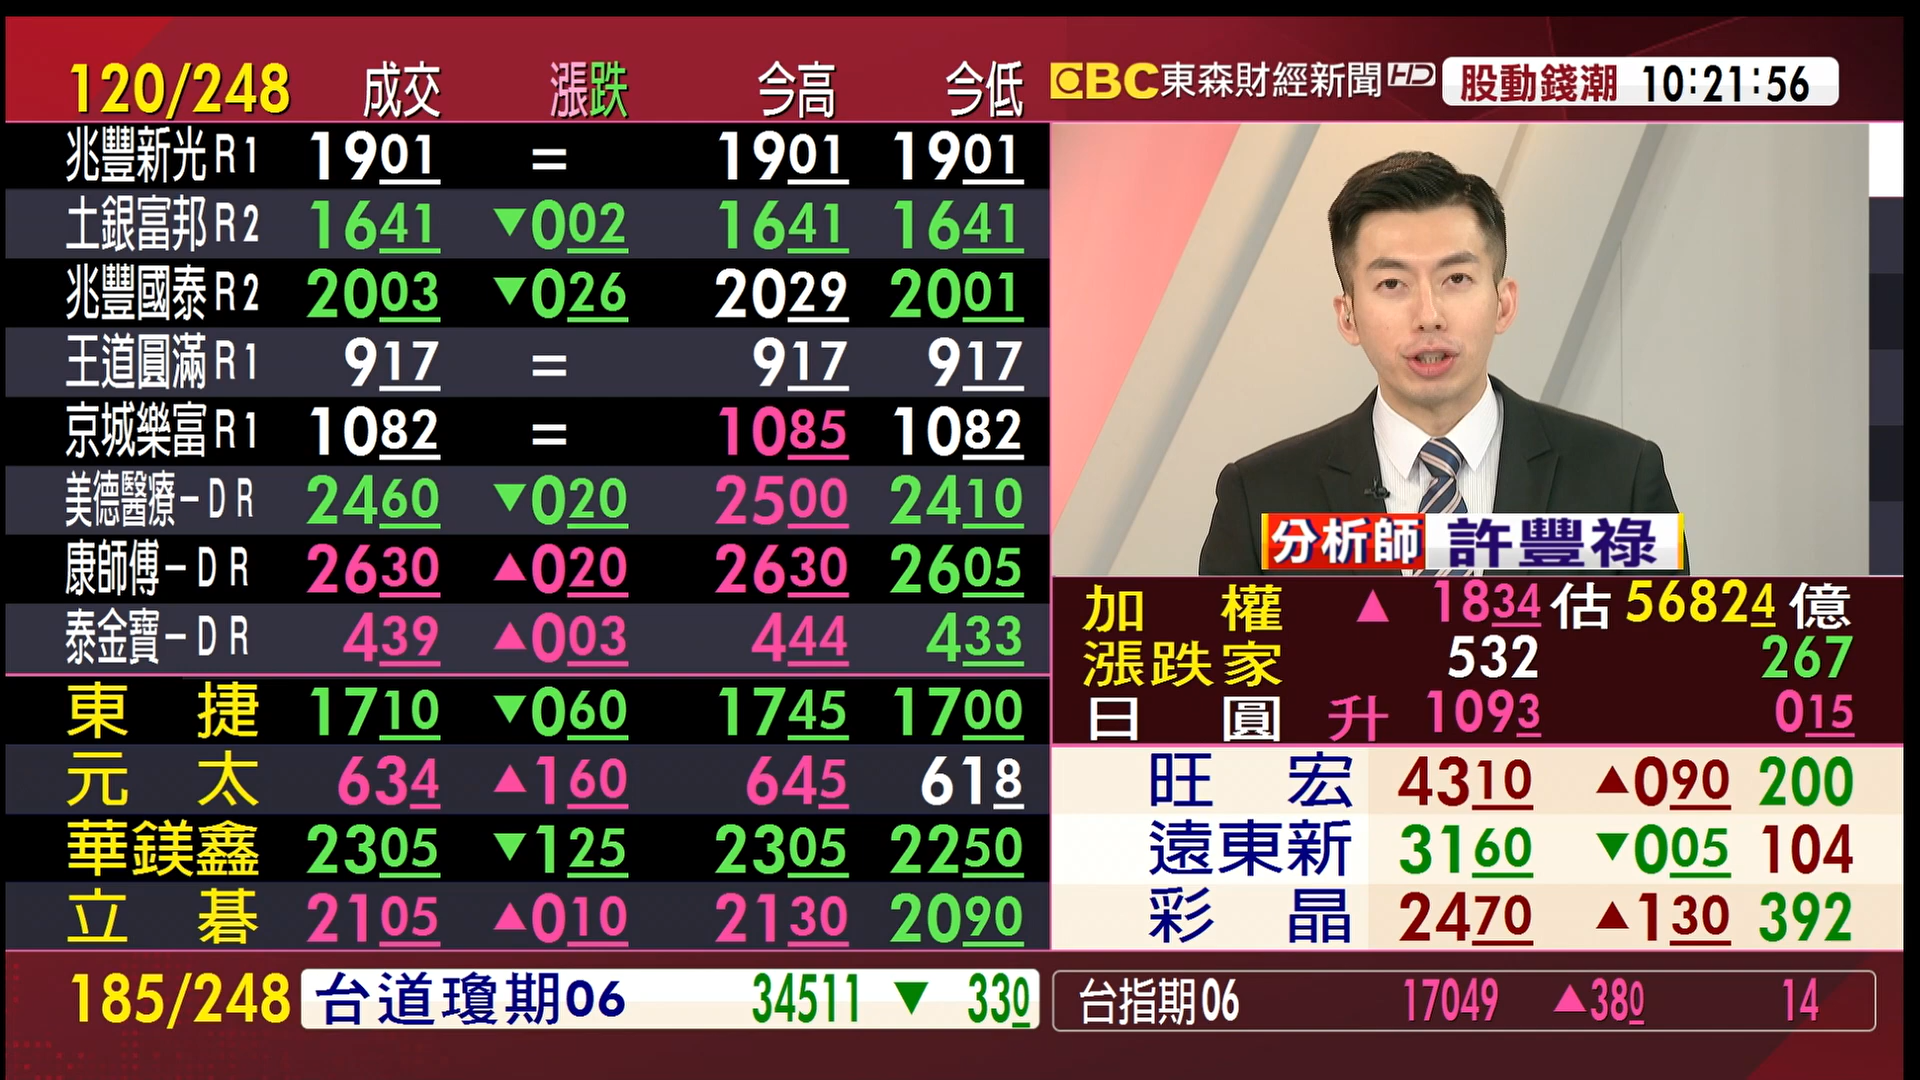 120/248 成交 漲跌 今高 今低
兆豐新光R1 1901 = 1901 1901
土銀富邦R2 1641 ▼002 1641 1641
兆豐國泰R2 2003 ▼026 2029 2001
王道圓滿R1 917 = 917 917
京城樂富R1 1082 = 1085 1082
美德醫療-DR 2460 ▼020 2500 2410
康師傅-DR 2630 ▲020 2630 2605
泰金寶-DR 439 ▲003 444 433
東捷 1710 ▼060 1745 1700
元太 634 ▲160 645 618
華鎂鑫 2305 ▼125 2305 2250
立碁 2105 ▲010 2130 2090
185/248 台道瓊期06 34511 ▼ 330
EBC東森財經新聞HD 股動錢潮 10:21:56
分析師 許豐祿
加權 ▲ 1834 估 56824 億
漲跌家 532 267
日圓 升 1093 015
旺宏 4310 ▲090 200
遠東新 3160 ▼005 104
彩晶 2470 ▲130 392
台指期06 17049 ▲380 14